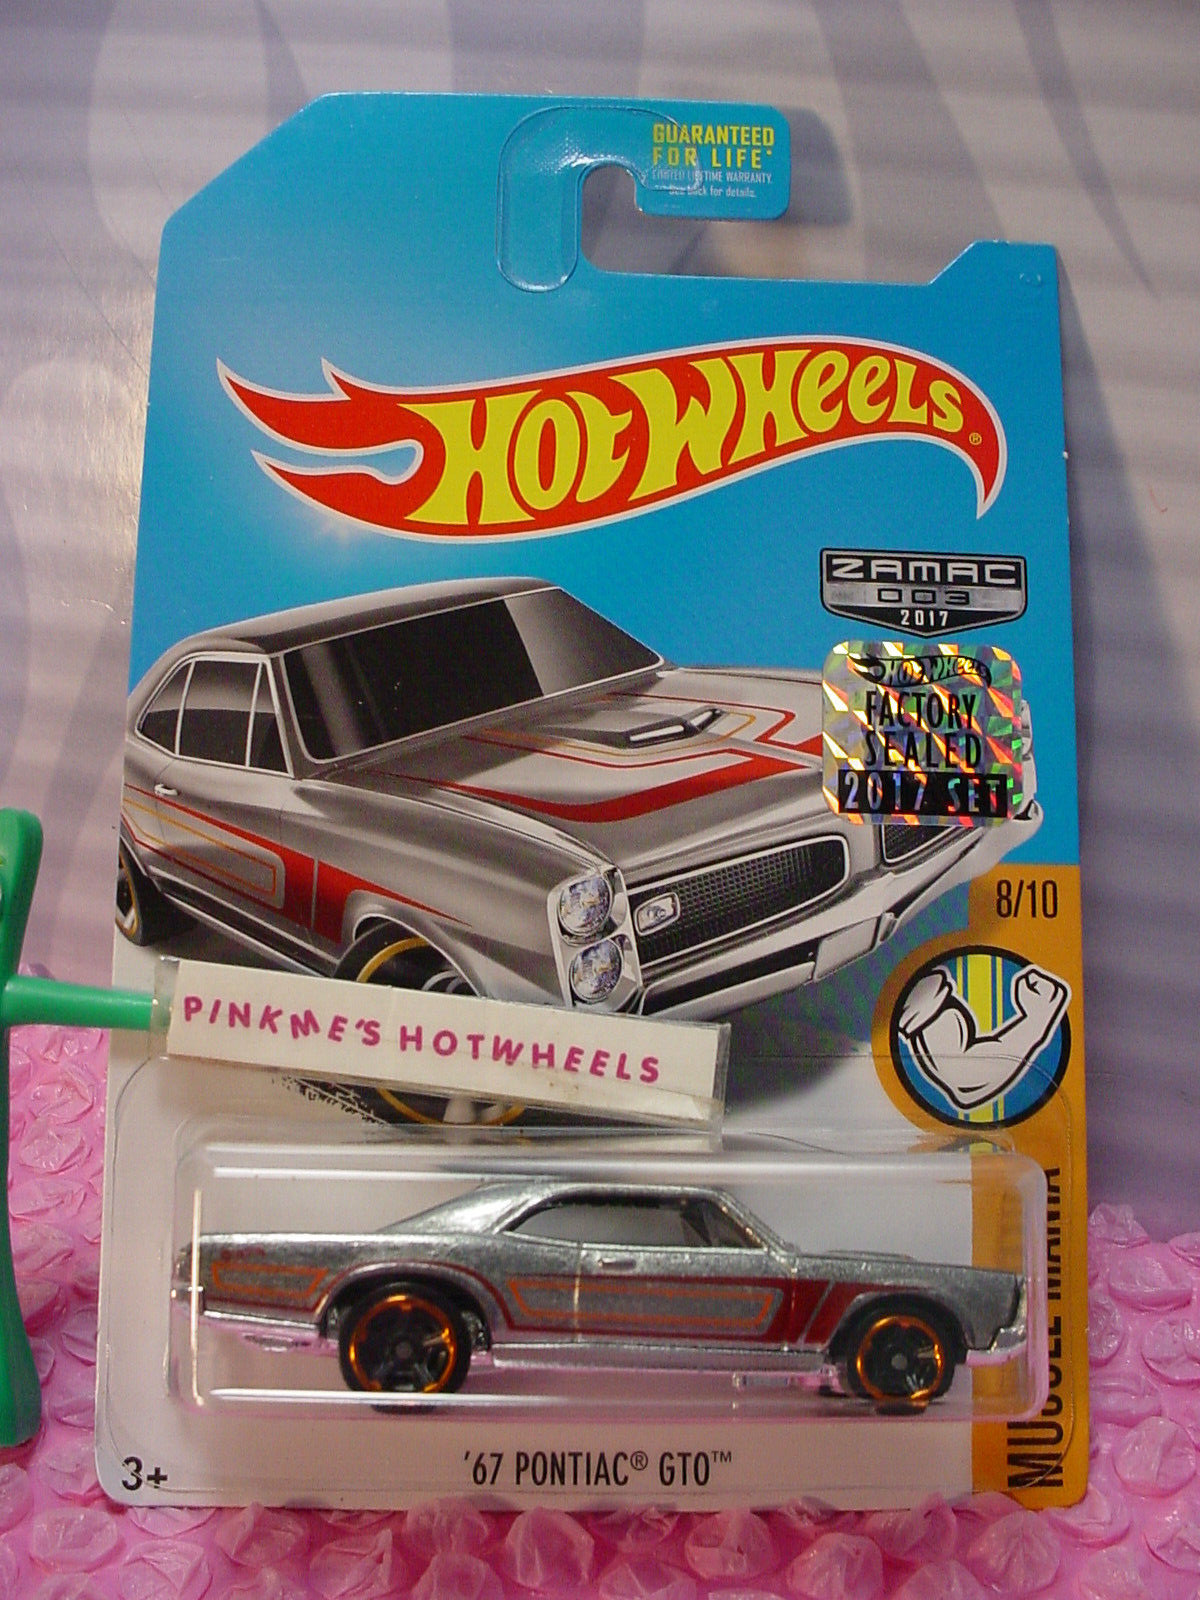 GUARANTEED
FOR LIFE*
LIMITED LIFETIME WARRANTY.
back for details.
HOT WHEELS®
ZAMAC
003
2017
HOT WHEELS
FACTORY
SEALED
2017 SET
8/10
PINKME'S HOTWHEELS
MUSCLE MANIA
3+
'67 PONTIAC® GTO™